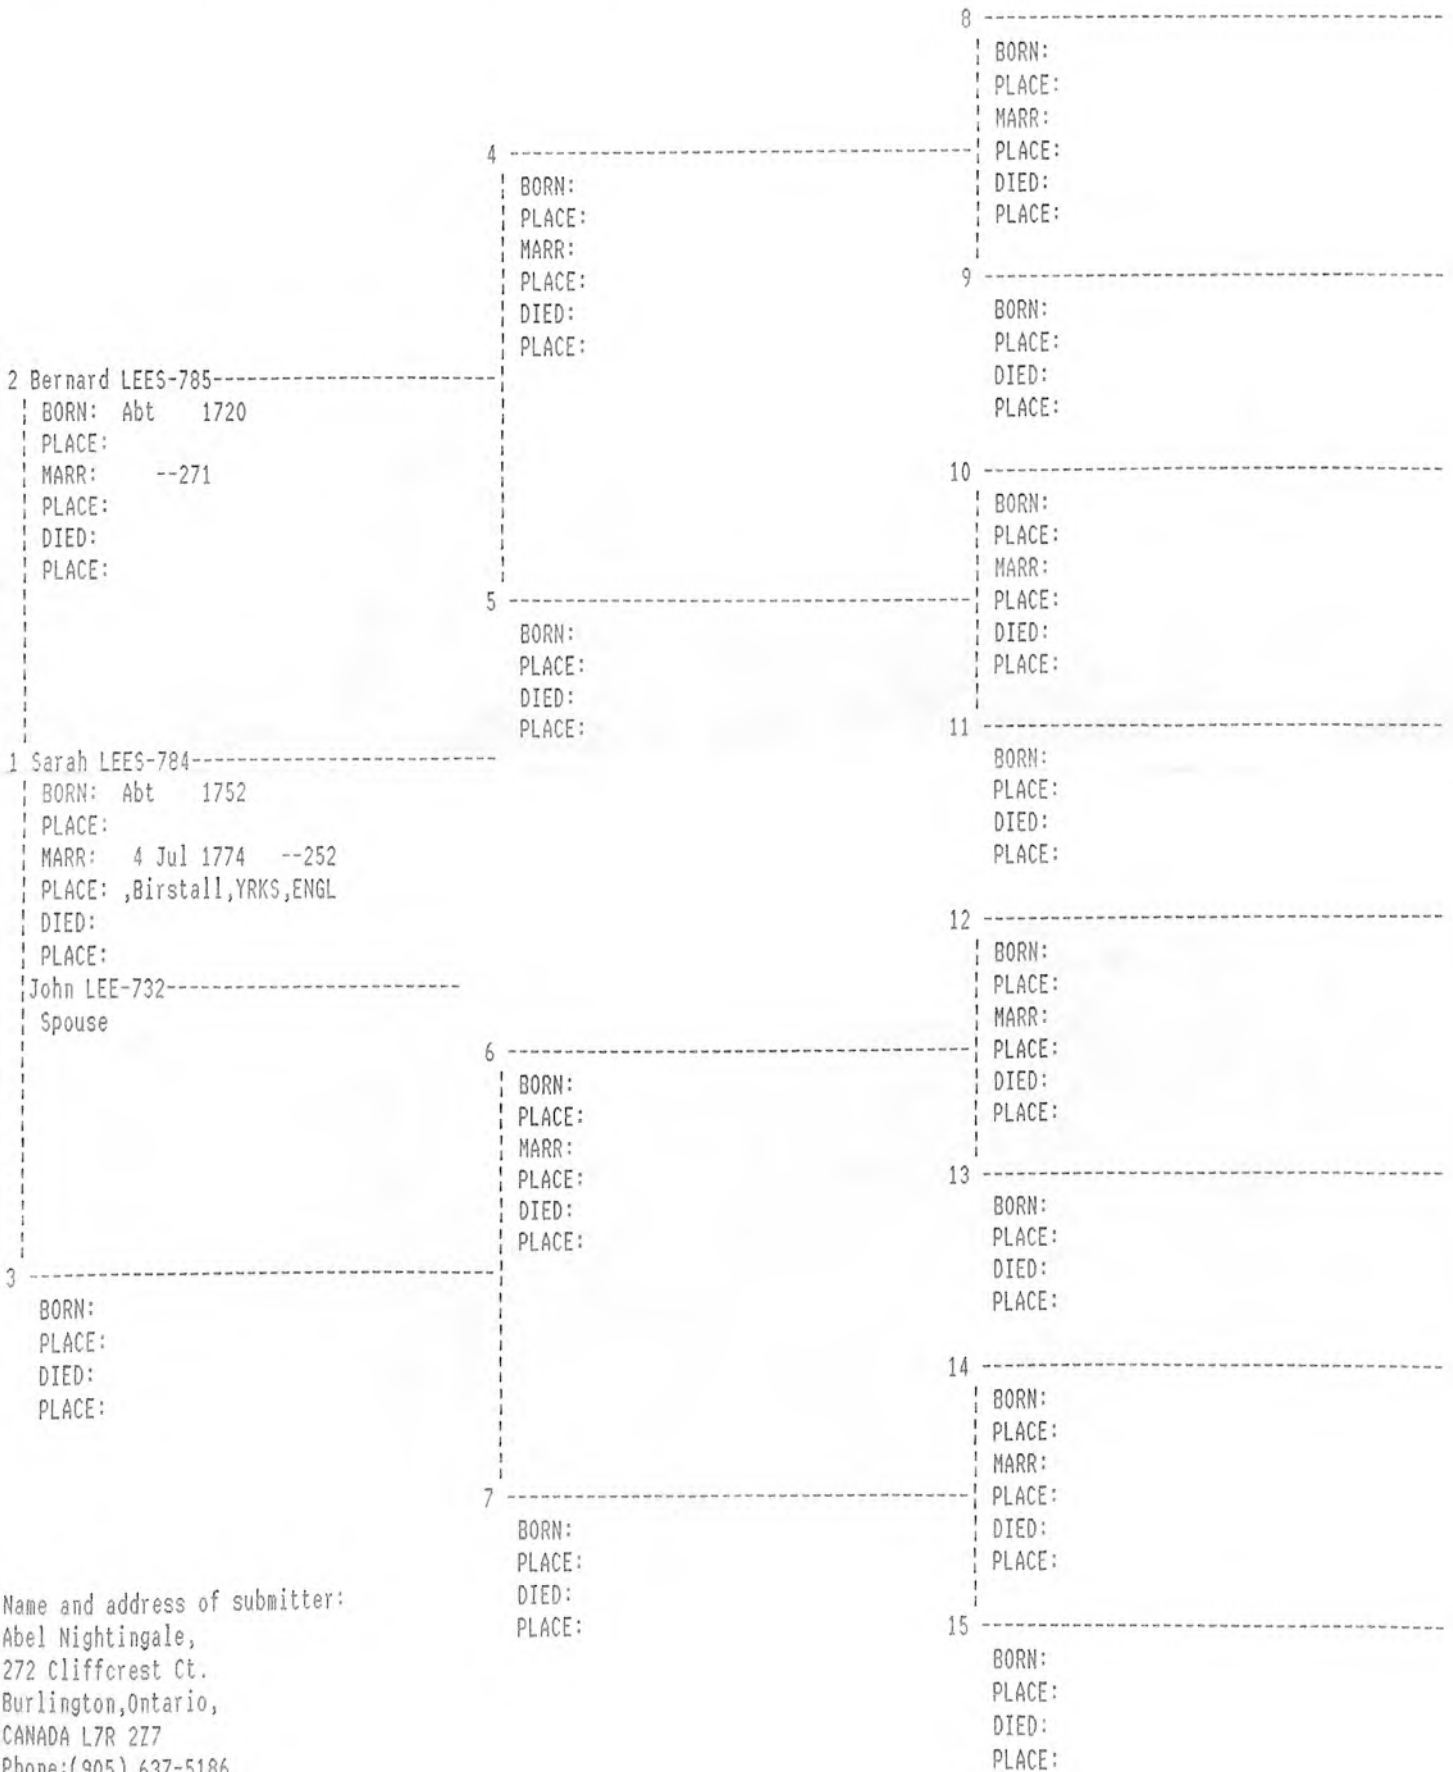 8
BORN:
PLACE:
MARR:
PLACE:
DIED:
PLACE:
4
BORN:
PLACE:
MARR:
PLACE:
DIED:
PLACE:
9
BORN:
PLACE:
DIED:
PLACE:
2 Bernard LEES-785
BORN: Abt 1720
PLACE:
MARR: --271
PLACE:
DIED:
PLACE:
10
BORN:
PLACE:
MARR:
PLACE:
DIED:
PLACE:
5
BORN:
PLACE:
DIED:
PLACE:
11
BORN:
PLACE:
DIED:
PLACE:
1 Sarah LEES-784
BORN: Abt 1752
PLACE:
MARR: 4 Jul 1774 --252
PLACE: ,Birstall,YRKS,ENGL
DIED:
PLACE:
John LEE-732
Spouse
12
BORN:
PLACE:
MARR:
PLACE:
DIED:
PLACE:
6
BORN:
PLACE:
MARR:
PLACE:
DIED:
PLACE:
13
BORN:
PLACE:
DIED:
PLACE:
3
BORN:
PLACE:
DIED:
PLACE:
14
BORN:
PLACE:
MARR:
PLACE:
DIED:
PLACE:
7
BORN:
PLACE:
DIED:
PLACE:
15
BORN:
PLACE:
DIED:
PLACE:
Name and address of submitter:
Abel Nightingale,
272 Cliffcrest Ct.
Burlington,Ontario,
CANADA L7R 2Z7
Phone:(905) 637-5186